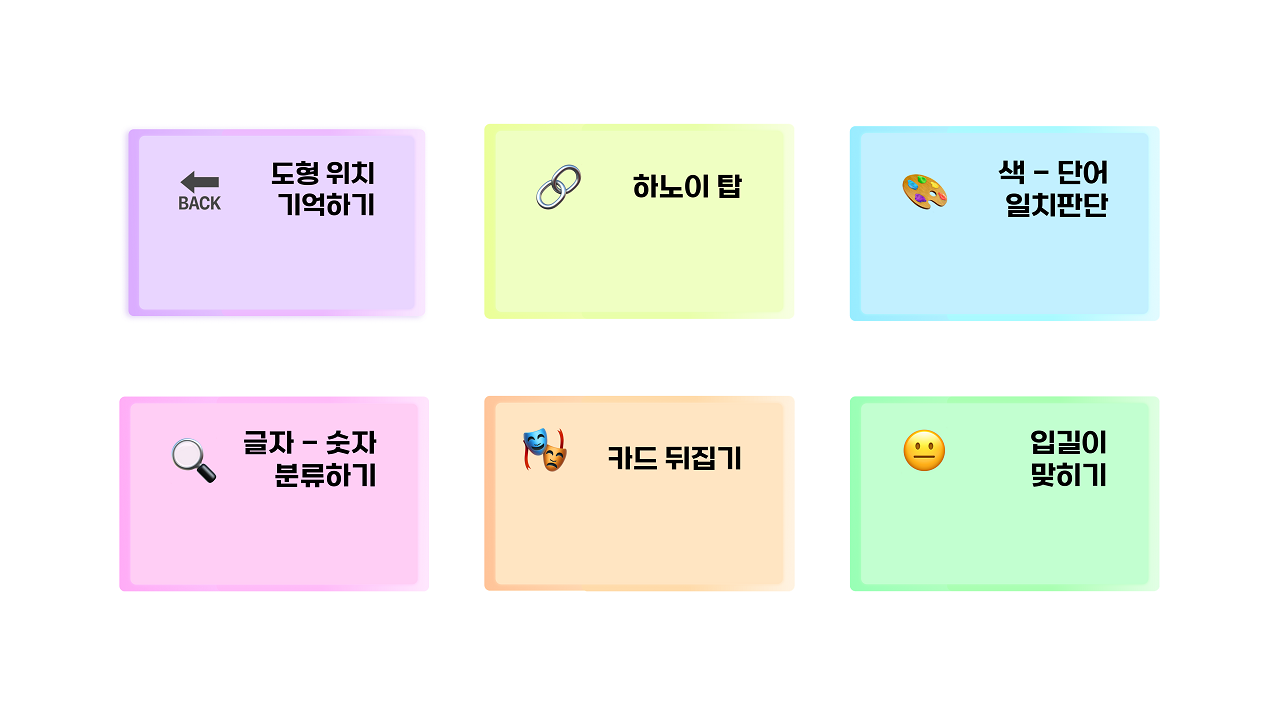 BACK
도형 위치
기억하기
하노이 탑
색 - 단어
일치판단
글자 - 숫자
분류하기
카드 뒤집기
입길이
맞히기